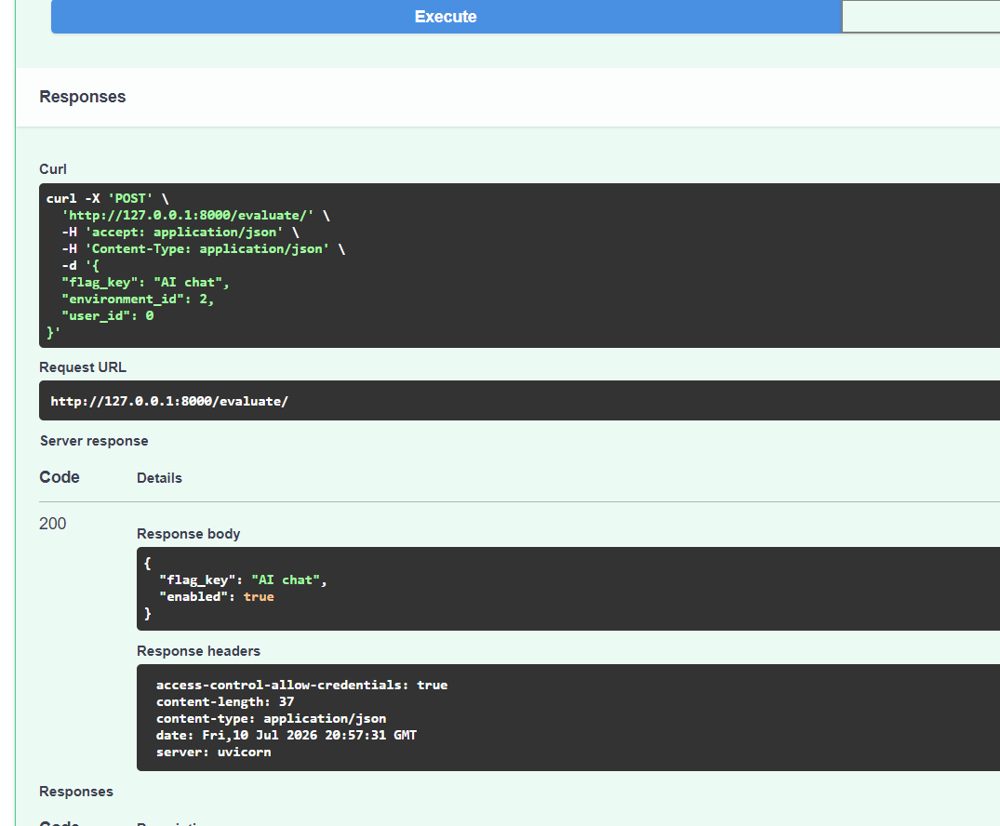 Execute
Responses
Curl
curl -X 'POST' \
'http://127.0.0.1:8000/evaluate/' \
-H 'accept: application/json' \
-H 'Content-Type: application/json' \
-d '{
"flag_key": "AI chat",
"environment_id": 2,
"user_id": 0
}'
Request URL
http://127.0.0.1:8000/evaluate/
Server response
Code Details
200
Response body
{
"flag_key": "AI chat",
"enabled": true
}
Response headers
access-control-allow-credentials: true
content-length: 37
content-type: application/json
date: Fri,10 Jul 2026 20:57:31 GMT
server: uvicorn
Responses